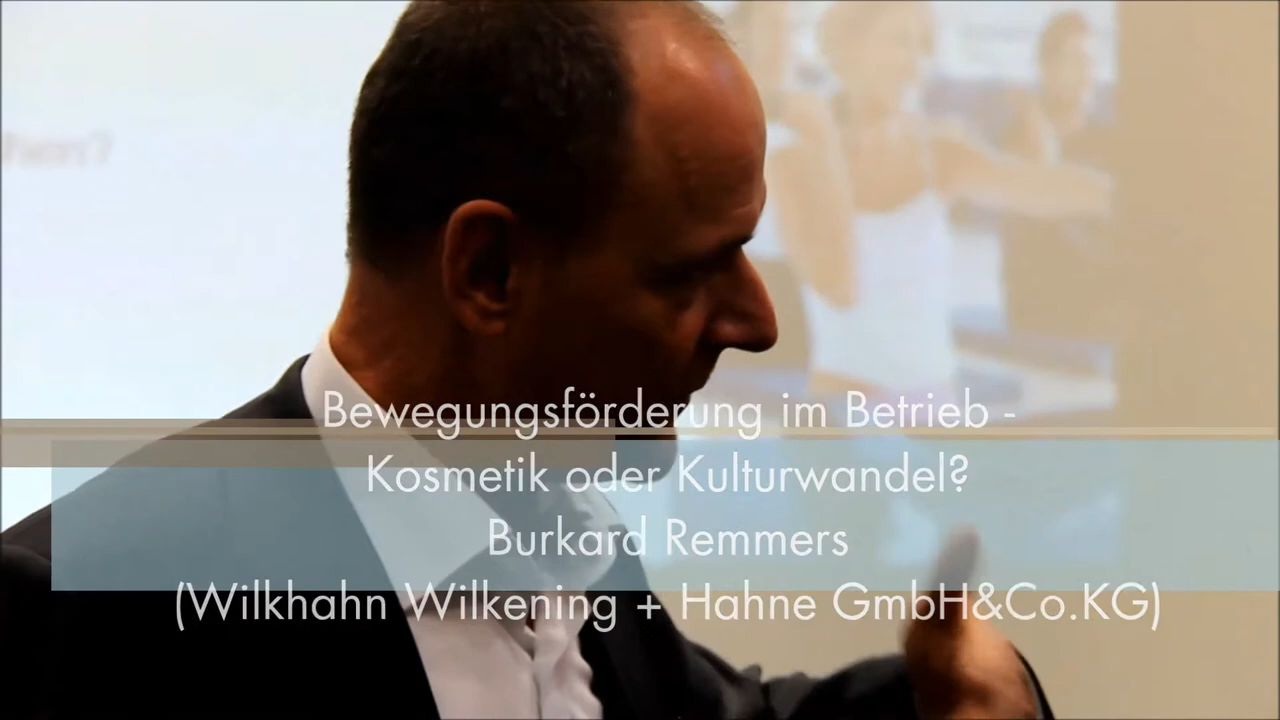 Bewegungsförderung im Betrieb -
Kosmetik oder Kulturwandel?
Burkard Remmers
(Wilkhahn Wilkening + Hahne GmbH&Co.KG)